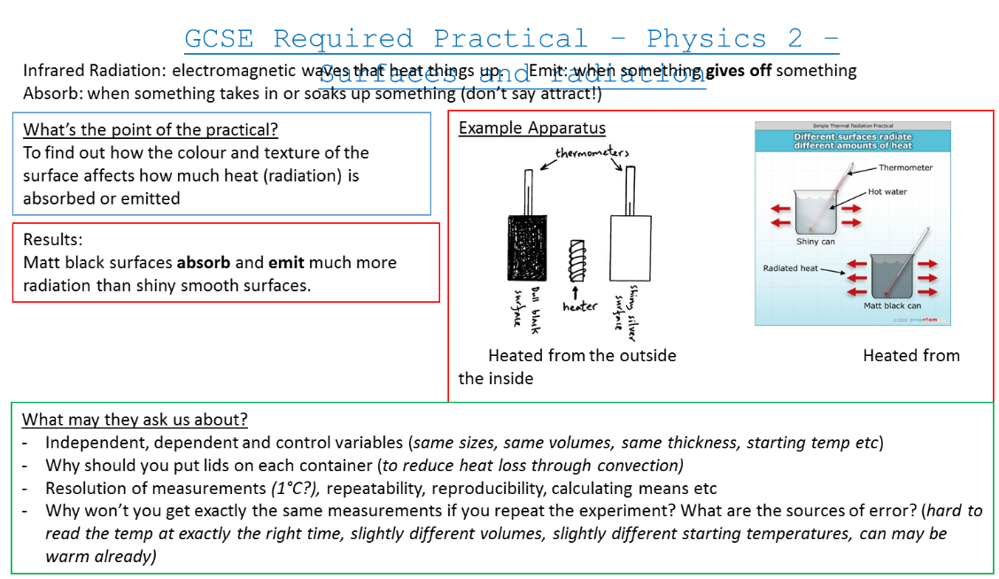 GCSE Required Practical – Physics 2 –
Surfaces and radiation
Infrared Radiation: electromagnetic waves that heat things up. Emit: when something gives off something
Absorb: when something takes in or soaks up something (don't say attract!)
What's the point of the practical?
To find out how the colour and texture of the
surface affects how much heat (radiation) is
absorbed or emitted
Results:
Matt black surfaces absorb and emit much more
radiation than shiny smooth surfaces.
Example Apparatus
thermometers
Dull black
surface
heater
shiny silver
surface
Simple Thermal Radiation Practical
Different surfaces radiate
different amounts of heat
Thermometer
Hot water
Shiny can
Radiated heat
Matt black can
Heated from the outside Heated from
the inside
What may they ask us about?
- Independent, dependent and control variables (same sizes, same volumes, same thickness, starting temp etc)
- Why should you put lids on each container (to reduce heat loss through convection)
- Resolution of measurements (1°C?), repeatability, reproducibility, calculating means etc
- Why won't you get exactly the same measurements if you repeat the experiment? What are the sources of error? (hard to
read the temp at exactly the right time, slightly different volumes, slightly different starting temperatures, can may be
warm already)